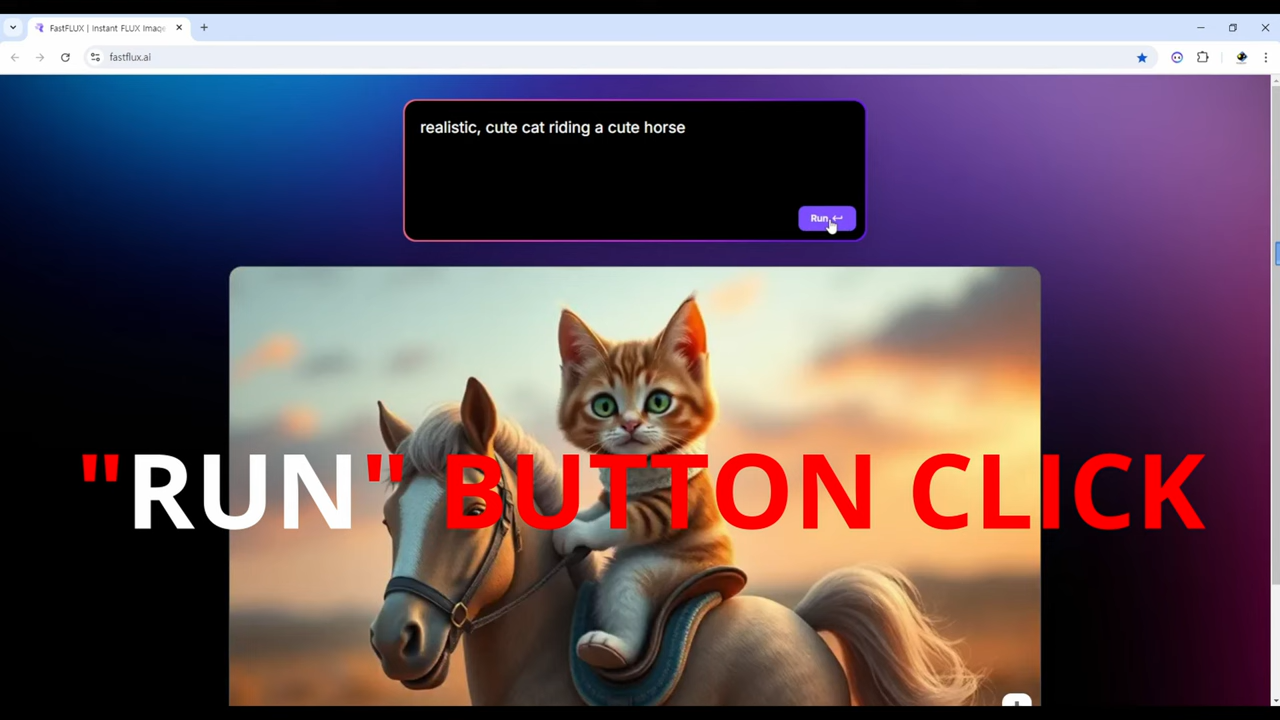 FastFLUX | Instant FLUX Imag
fastflux.ai
realistic, cute cat riding a cute horse
Run
"RUN" BUTTON CLICK